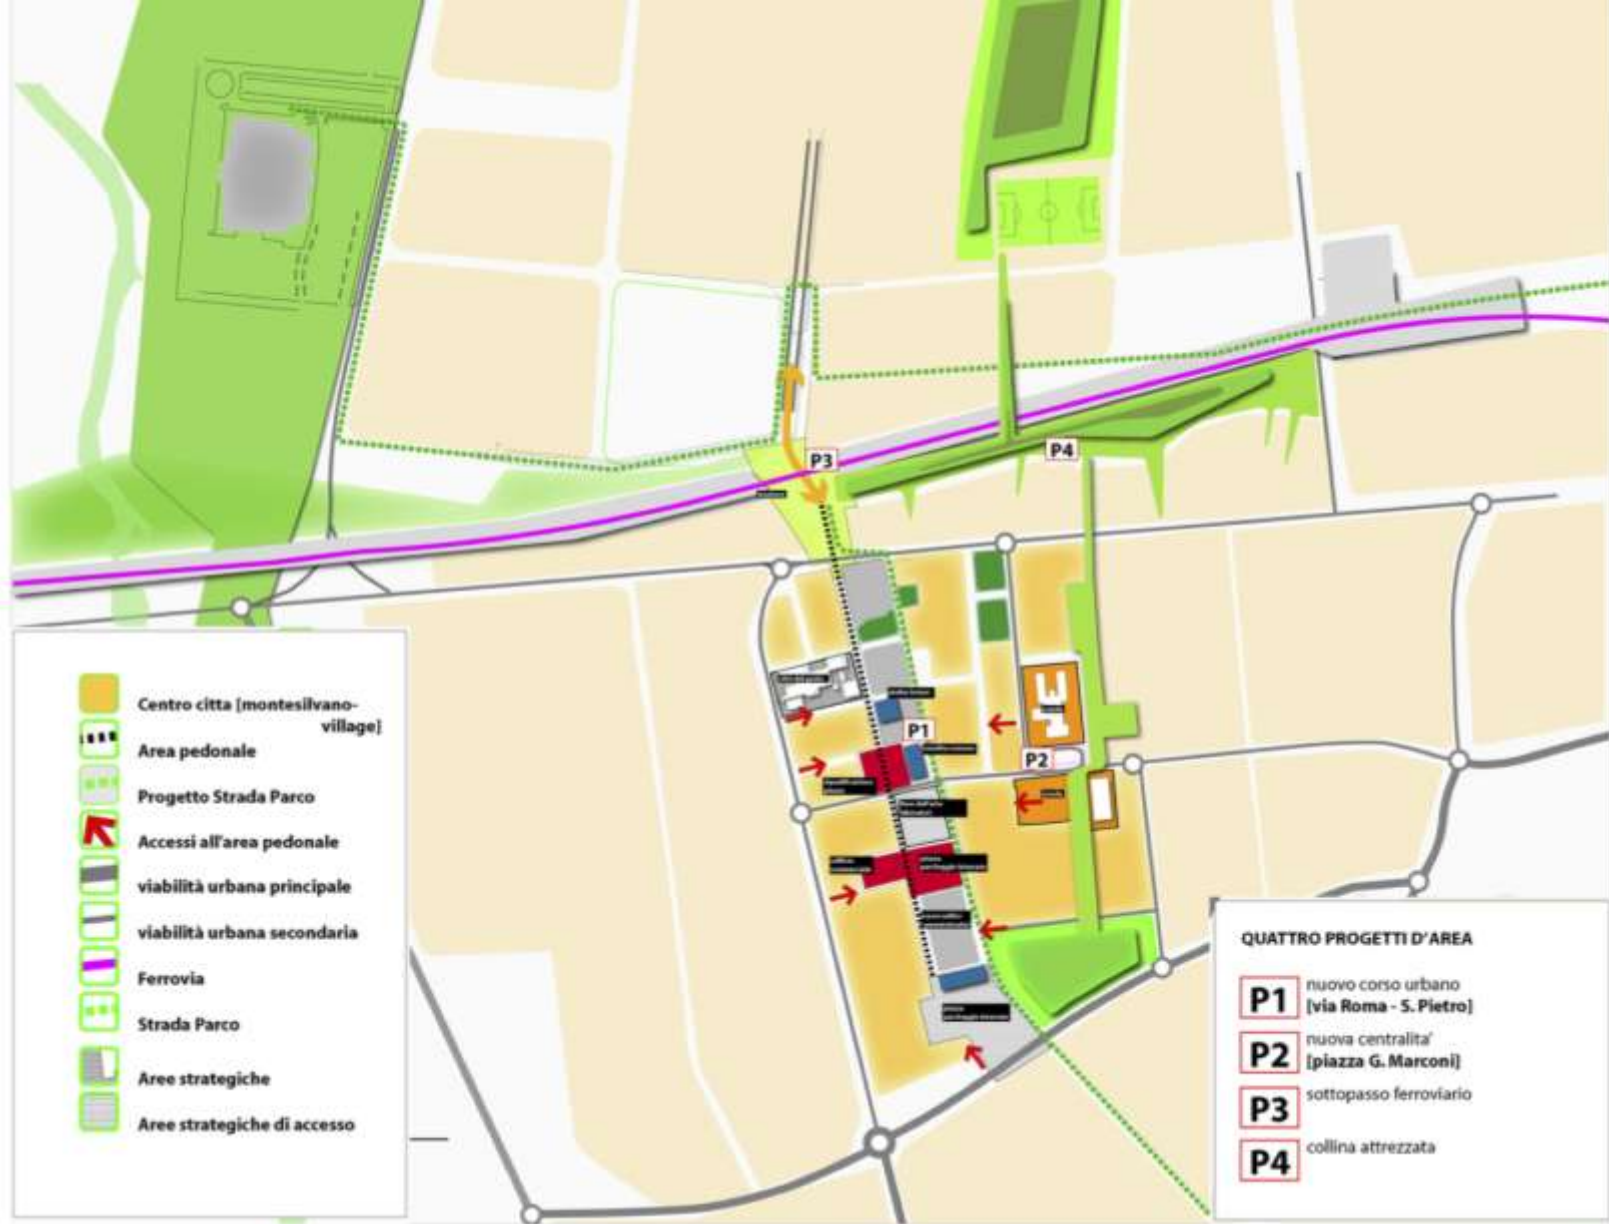 P3
P4
P1
P2
Centro citta [montesilvano-
village]
Area pedonale
Progetto Strada Parco
Accessi all'area pedonale
viabilità urbana principale
viabilità urbana secondaria
Ferrovia
Strada Parco
Aree strategiche
Aree strategiche di accesso
QUATTRO PROGETTI D'AREA
P1 nuovo corso urbano
[via Roma - S. Pietro]
P2 nuova centralita'
[piazza G. Marconi]
P3 sottopasso ferroviario
P4 collina attrezzata